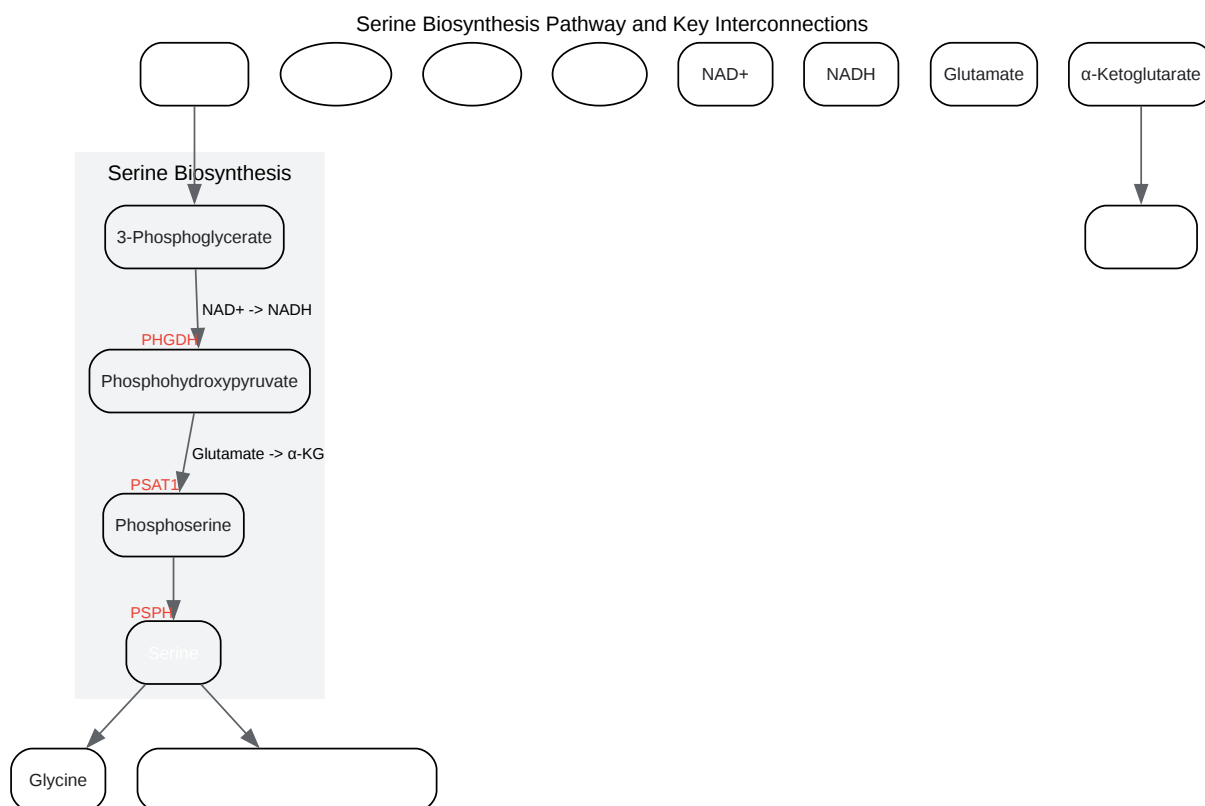 Serine Biosynthesis Pathway and Key Interconnections
NAD+
NADH
Glutamate
α-Ketoglutarate
Serine Biosynthesis
3-Phosphoglycerate
NAD+ -> NADH
PHGDH
Phosphohydroxypyruvate
Glutamate -> α-KG
PSAT1
Phosphoserine
PSPH
Serine
Glycine